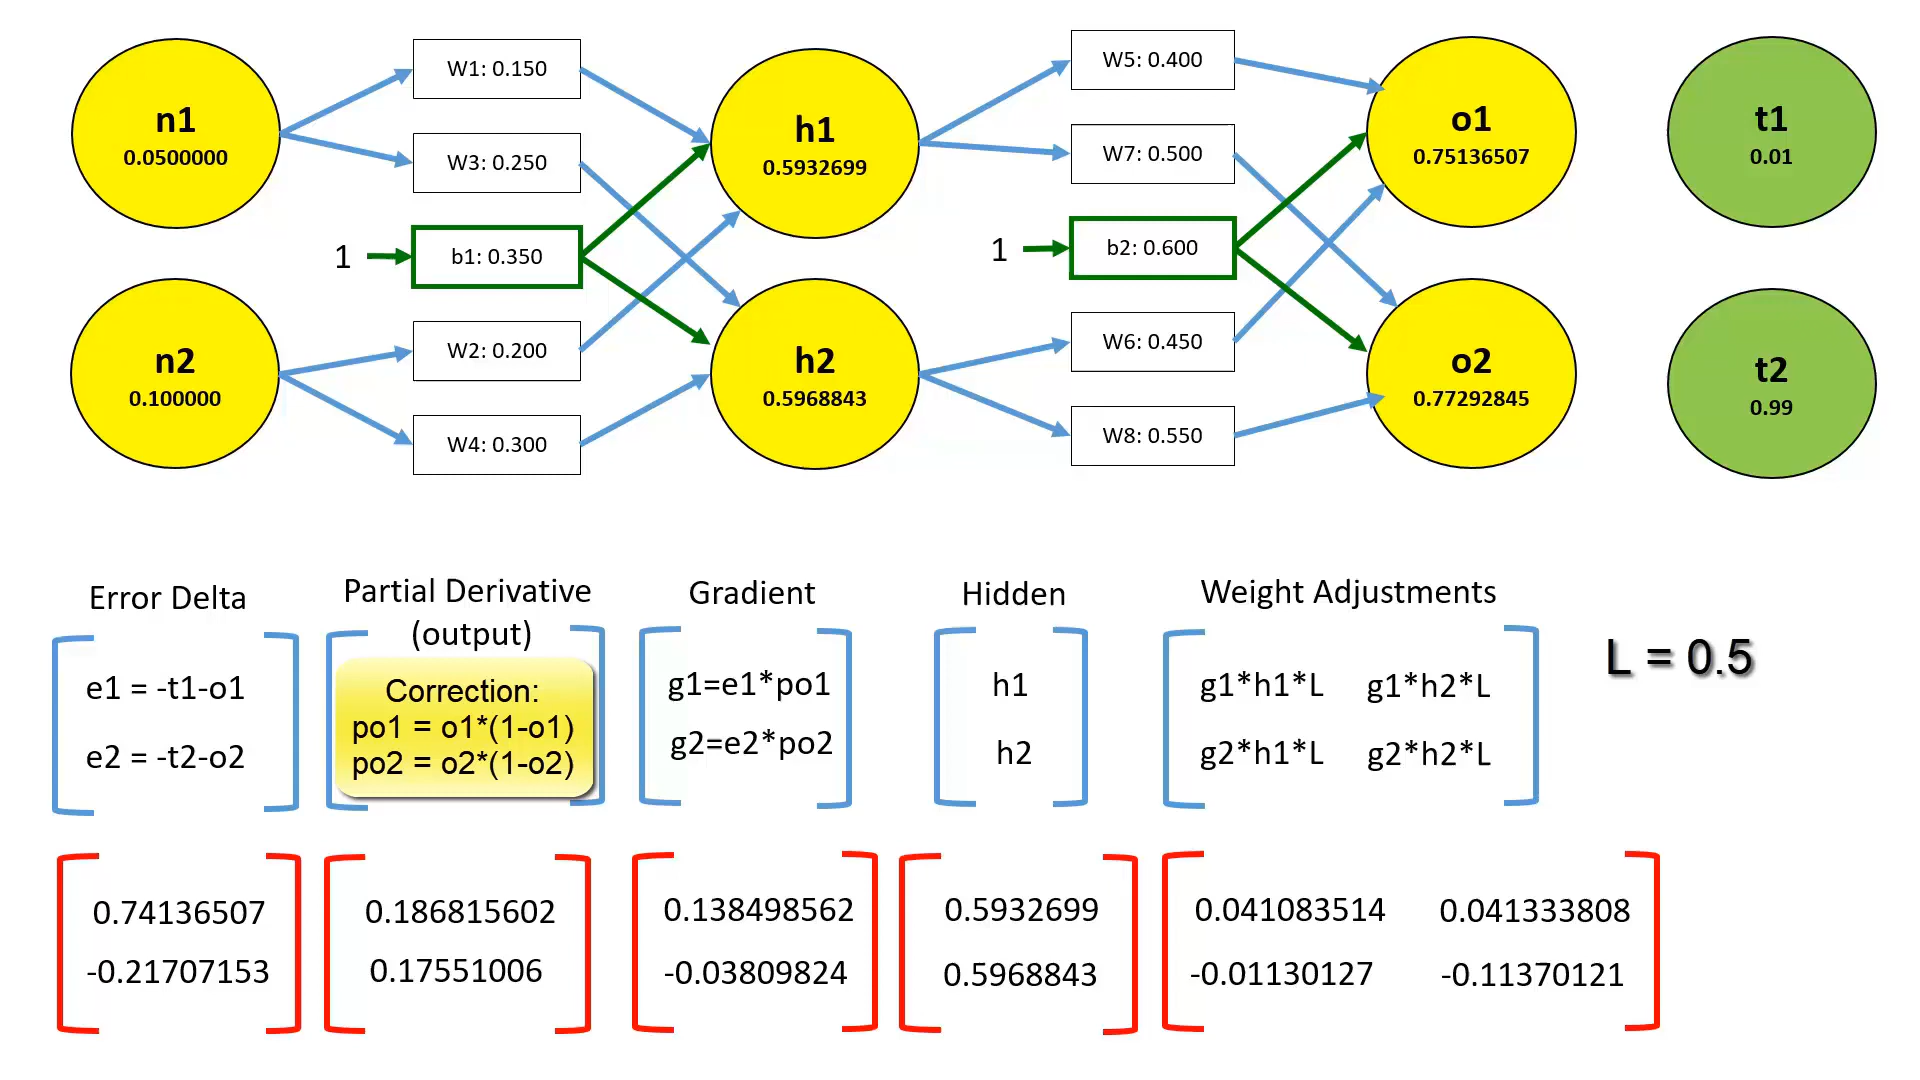 n1
0.0500000
W1: 0.150
W3: 0.250
1
b1: 0.350
n2
0.100000
W2: 0.200
W4: 0.300
h1
0.5932699
h2
0.5968843
W5: 0.400
W7: 0.500
1
b2: 0.600
W6: 0.450
W8: 0.550
o1
0.75136507
o2
0.77292845
t1
0.01
t2
0.99
Error Delta
e1 = -t1-o1
e2 = -t2-o2
Partial Derivative
(output)
Correction:
po1 = o1*(1-o1)
po2 = o2*(1-o2)
Gradient
g1=e1*po1
g2=e2*po2
Hidden
h1
h2
Weight Adjustments
g1*h1*L g1*h2*L
g2*h1*L g2*h2*L
L = 0.5
0.74136507
-0.21707153
0.186815602
0.17551006
0.138498562
-0.03809824
0.5932699
0.5968843
0.041083514 0.041333808
-0.01130127 -0.11370121